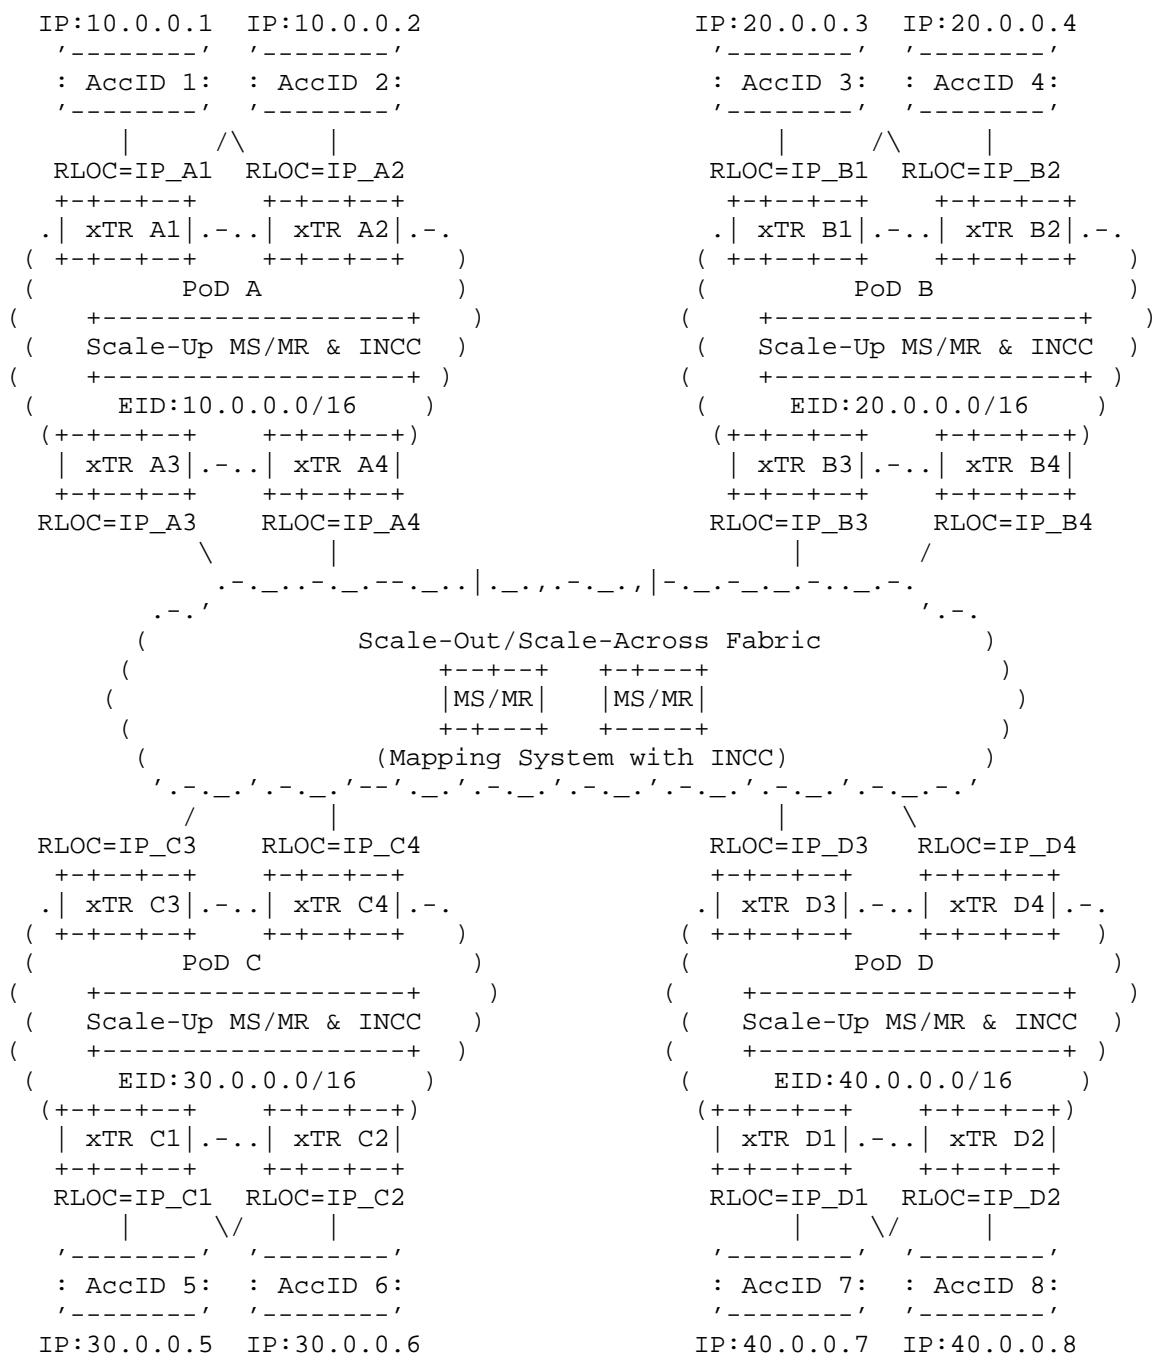 IP:10.0.0.1 IP:10.0.0.2 IP:20.0.0.3 IP:20.0.0.4
AccID 1: AccID 2: AccID 3: AccID 4:
RLOC=IP_A1 RLOC=IP_A2 RLOC=IP_B1 RLOC=IP_B2
xTR A1 xTR A2 xTR B1 xTR B2
PoD A PoD B
Scale-Up MS/MR & INCC Scale-Up MS/MR & INCC
EID:10.0.0.0/16 EID:20.0.0.0/16
xTR A3 xTR A4 xTR B3 xTR B4
RLOC=IP_A3 RLOC=IP_A4 RLOC=IP_B3 RLOC=IP_B4
Scale-Out/Scale-Across Fabric
MS/MR MS/MR
(Mapping System with INCC)
RLOC=IP_C3 RLOC=IP_C4 RLOC=IP_D3 RLOC=IP_D4
xTR C3 xTR C4 xTR D3 xTR D4
PoD C PoD D
Scale-Up MS/MR & INCC Scale-Up MS/MR & INCC
EID:30.0.0.0/16 EID:40.0.0.0/16
xTR C1 xTR C2 xTR D1 xTR D2
RLOC=IP_C1 RLOC=IP_C2 RLOC=IP_D1 RLOC=IP_D2
: AccID 5: : AccID 6: : AccID 7: : AccID 8:
IP:30.0.0.5 IP:30.0.0.6 IP:40.0.0.7 IP:40.0.0.8